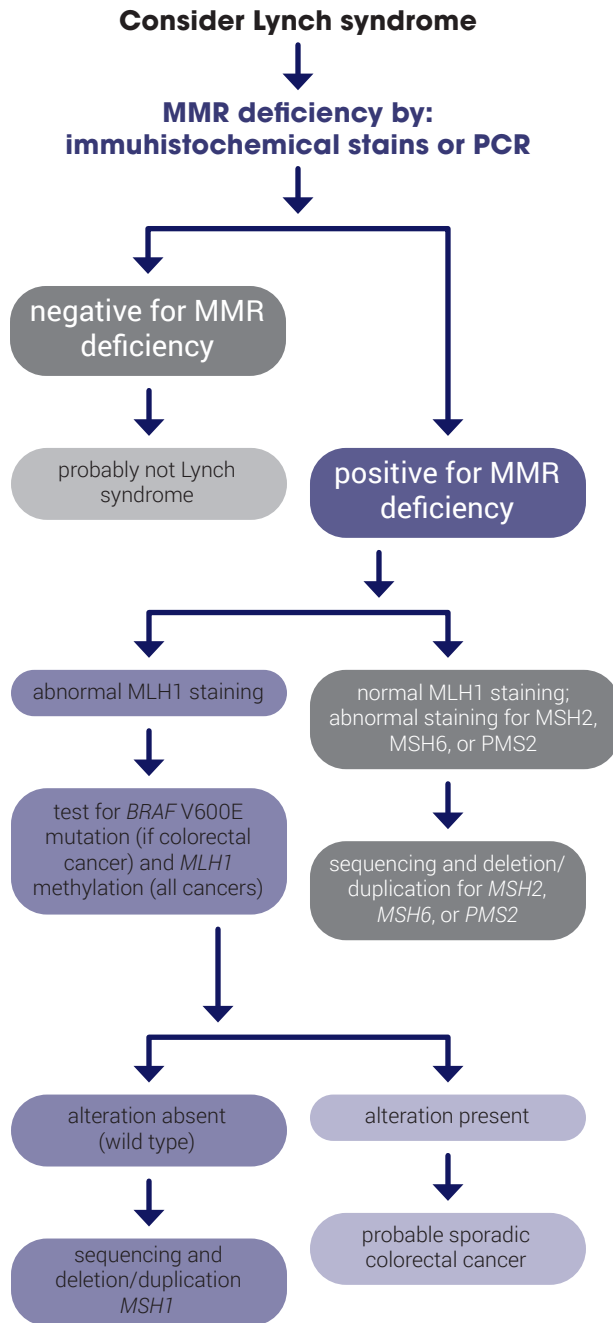 Consider Lynch syndrome
MMR deficiency by:
immuhistochemical stains or PCR
negative for MMR
deficiency
probably not Lynch
syndrome
positive for MMR
deficiency
abnormal MLH1 staining
normal MLH1 staining;
abnormal staining for MSH2,
MSH6, or PMS2
test for BRAF V600E
mutation (if colorectal
cancer) and MLH1
methylation (all cancers)
sequencing and deletion/
duplication for MSH2,
MSH6, or PMS2
alteration absent
(wild type)
alteration present
sequencing and
deletion/duplication
MSH1
probable sporadic
colorectal cancer